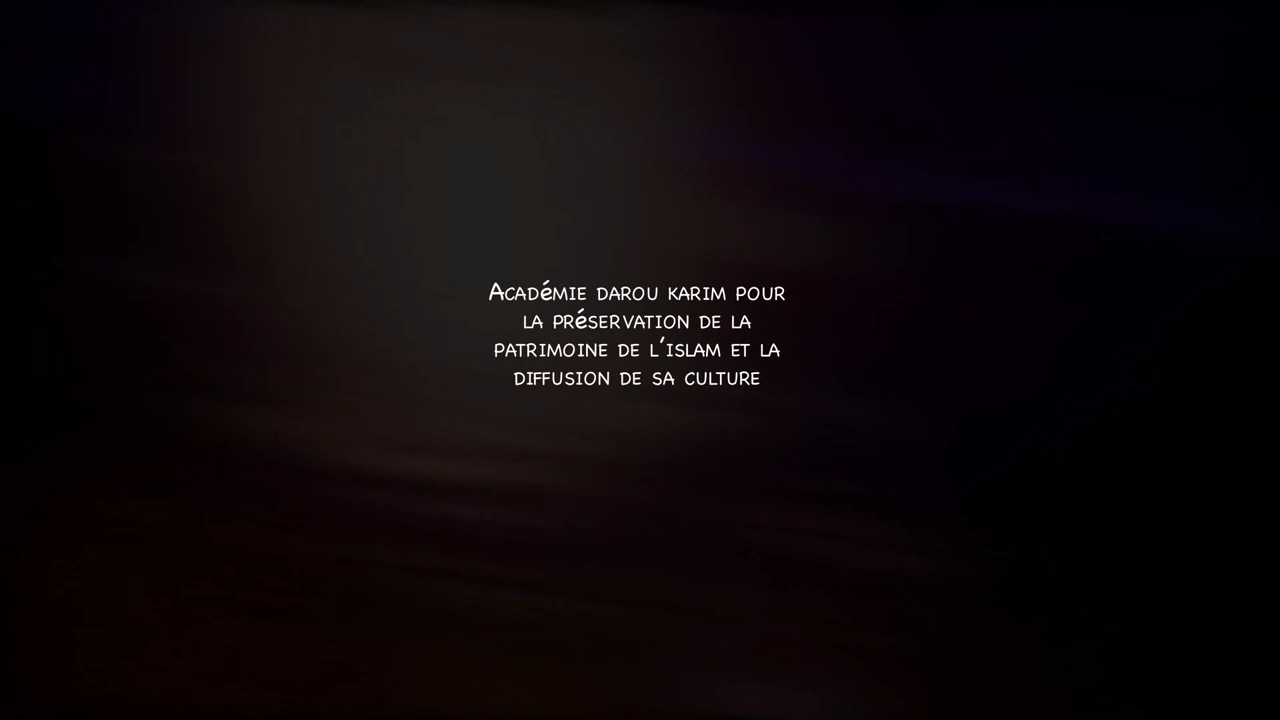 Académie darou karim pour
la préservation de la
patrimoine de l'islam et la
diffusion de sa culture